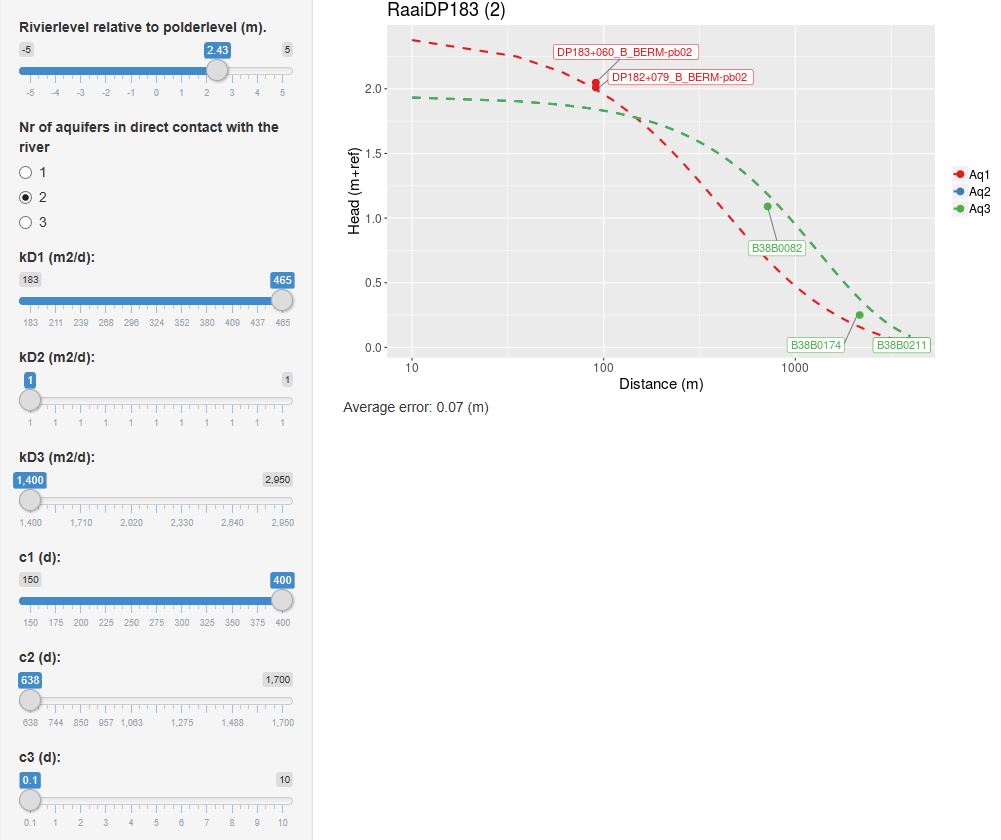 Rivierlevel relative to polderlevel (m).
-5 2.43 5
-5 -4 -3 -2 -1 0 1 2 3 4 5
Nr of aquifers in direct contact with the
river
1
2
3
kD1 (m2/d):
183 465
183 211 239 268 296 324 352 380 409 437 465
kD2 (m2/d):
1 1
1 1 1 1 1 1 1 1 1 1 1
kD3 (m2/d):
1,400 2,950
1,400 1,710 2,020 2,330 2,640 2,950
c1 (d):
150 400
150 175 200 225 250 275 300 325 350 375 400
c2 (d):
638 1,700
638 744 850 957 1,063 1,275 1,488 1,700
c3 (d):
0.1 10
0.1 1 2 3 4 5 6 7 8 9 10
RaaiDP183 (2)
Head (m+ref)
2.0
1.5
1.0
0.5
0.0
DP183+060_B_BERM-pb02
DP182+079_B_BERM-pb02
B38B0082
B38B0174
B38B0211
10 100 1000
Distance (m)
Aq1
Aq2
Aq3
Average error: 0.07 (m)